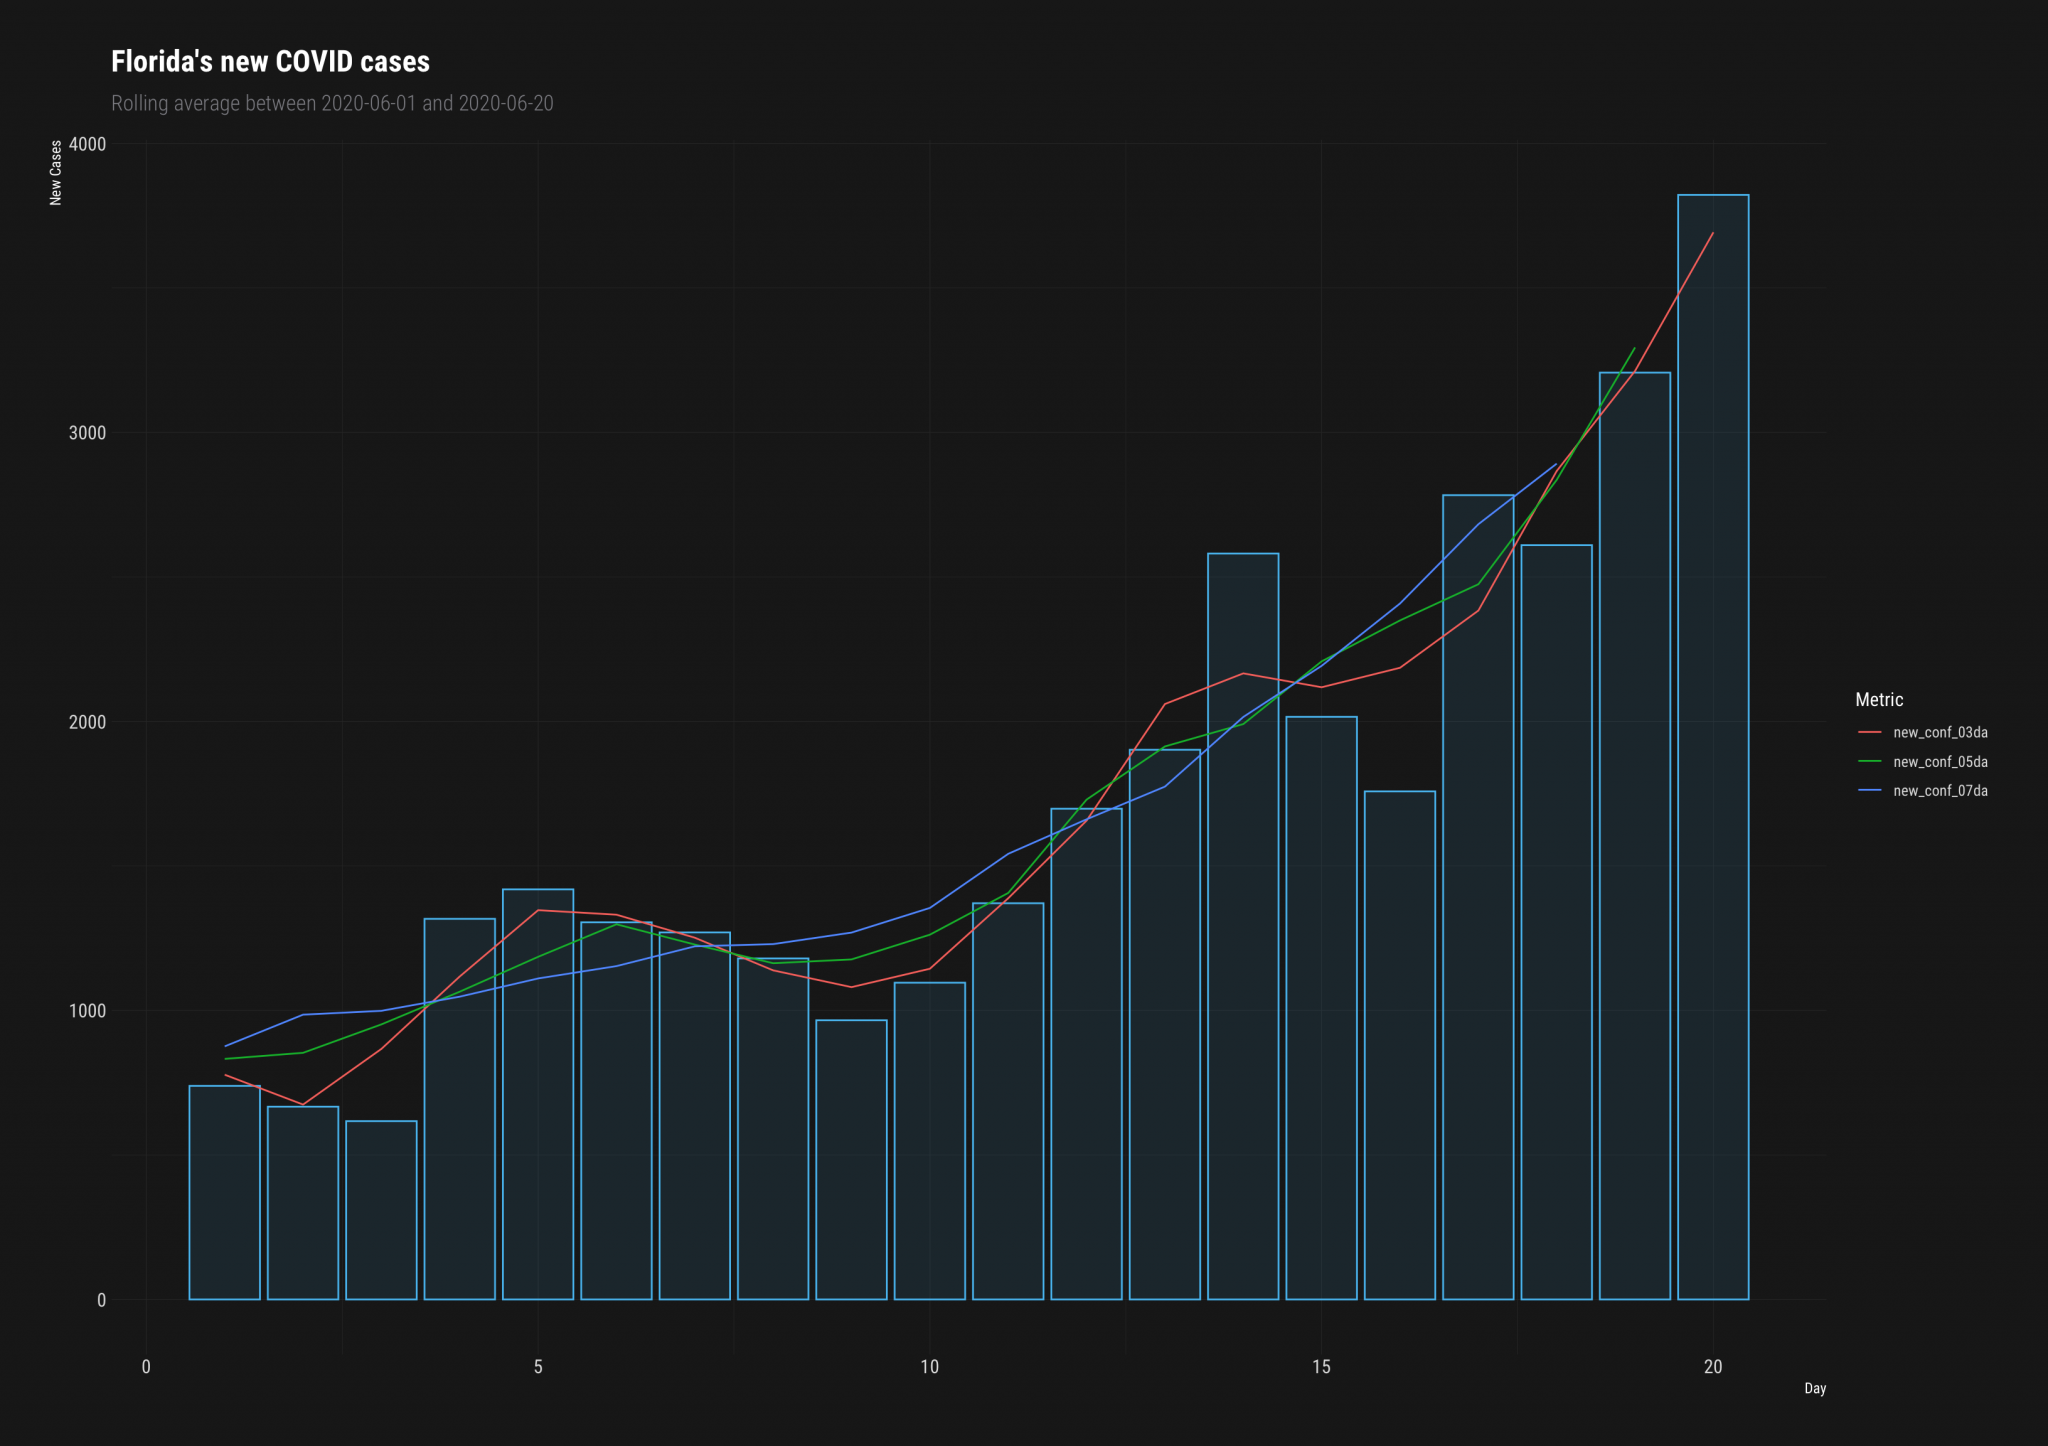 Florida's new COVID cases
Rolling average between 2020-06-01 and 2020-06-20
New Cases
4000
3000
2000
1000
0
0 5 10 15 20
Day
Metric
new_conf_03da
new_conf_05da
new_conf_07da